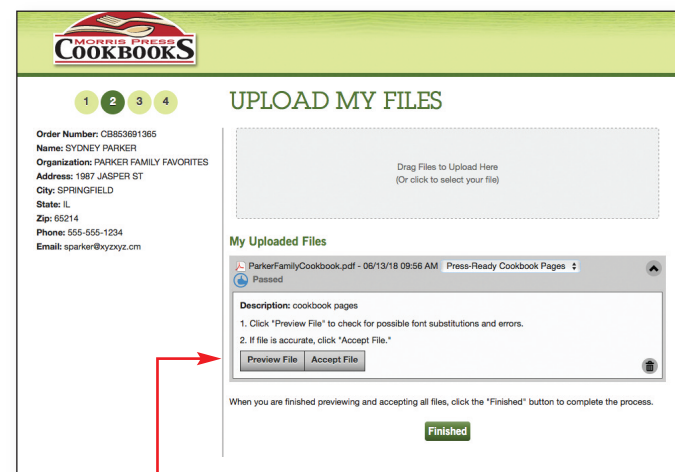 MORRIS PRESS
COOKBOOKS
1 2 3 4
Order Number: CB853691365
Name: SYDNEY PARKER
Organization: PARKER FAMILY FAVORITES
Address: 1987 JASPER ST
City: SPRINGFIELD
State: IL
Zip: 65214
Phone: 555-555-1234
Email: sparker@xyzxyz.cm
UPLOAD MY FILES
Drag Files to Upload Here
(Or click to select your file)
My Uploaded Files
ParkerFamilyCookbook.pdf - 06/13/18 09:56 AM Press-Ready Cookbook Pages
Passed
Description: cookbook pages
1. Click "Preview File" to check for possible font substitutions and errors.
2. If file is accurate, click "Accept File."
Preview File Accept File
When you are finished previewing and accepting all files, click the "Finished" button to complete the process.
Finished